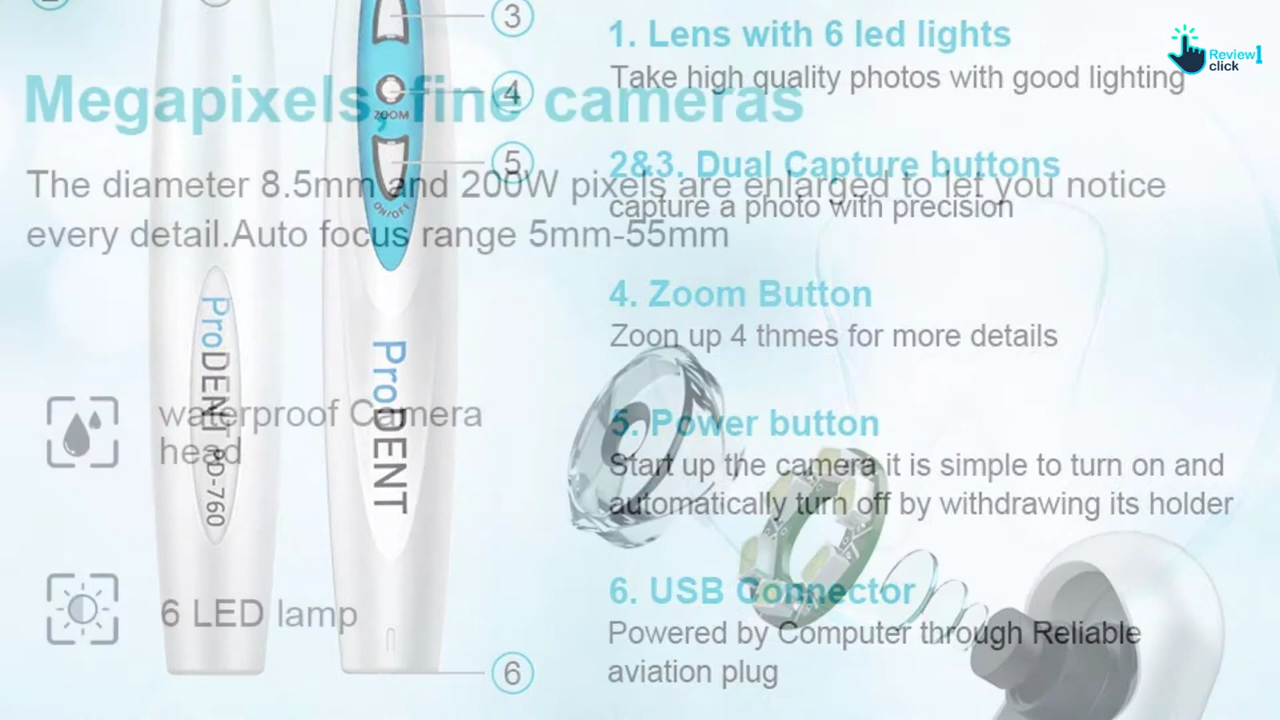 3
1. Lens with 6 led lights
Review1
click
Take high quality photos with good lighting
Megapixels, fine cameras
4
ZOOM
5
2&3. Dual Capture buttons
The diameter 8.5mm and 200W pixels are enlarged to let you notice
capture a photo with precision
ON/OFF
every detail.Auto focus range 5mm-55mm
4. Zoom Button
Zoon up 4 thmes for more details
ProDENT PD-760
ProDENT
waterproof Camera
head
5. Power button
Start up the camera it is simple to turn on and
automatically turn off by withdrawing its holder
6 LED lamp
6. USB Connector
Powered by Computer through Reliable
aviation plug
6